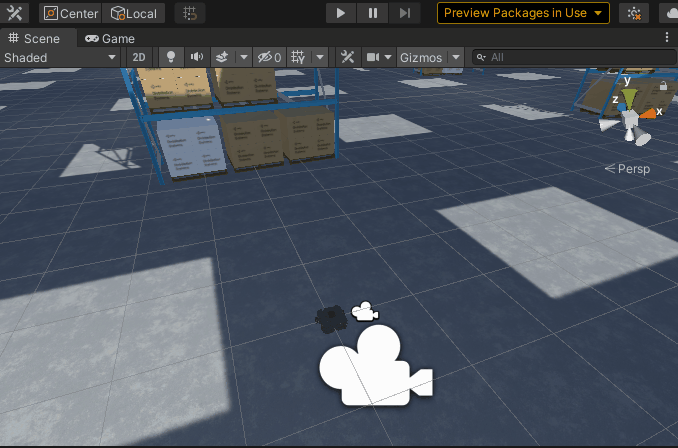 Center Local Preview Packages in Use
Scene Game
Shaded 2D 0 Gizmos All
y
z x
Persp